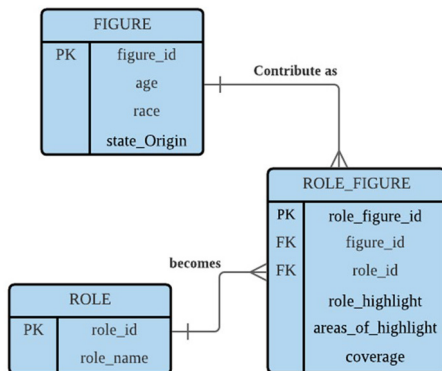 FIGURE
PK figure_id
age
race
state_Origin
Contribute as
ROLE_FIGURE
PK role_figure_id
FK figure_id
FK role_id
role_highlight
areas_of_highlight
coverage
becomes
ROLE
PK role_id
role_name